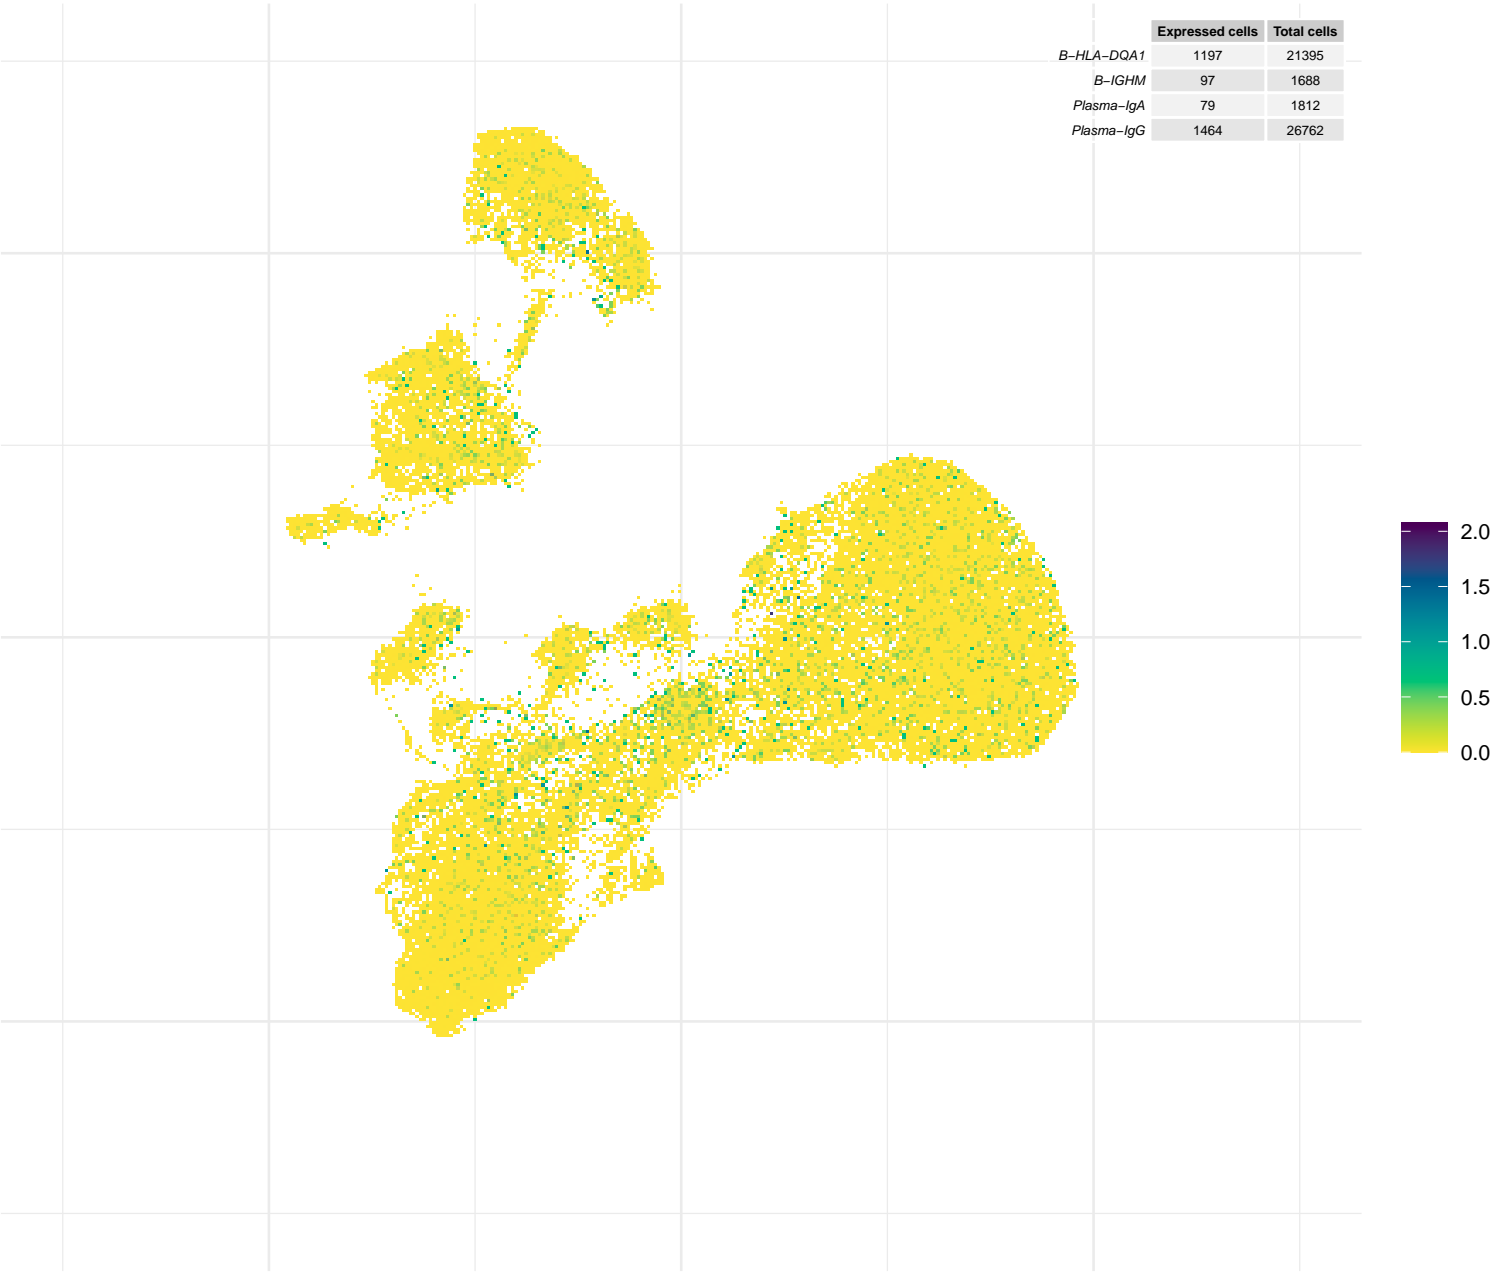 Expressed cells Total cells
B−HLA−DQA1 1197 21395
B−IGHM 97 1688
Plasma−IgA 79 1812
Plasma−IgG 1464 26762
2.0
1.5
1.0
0.5
0.0